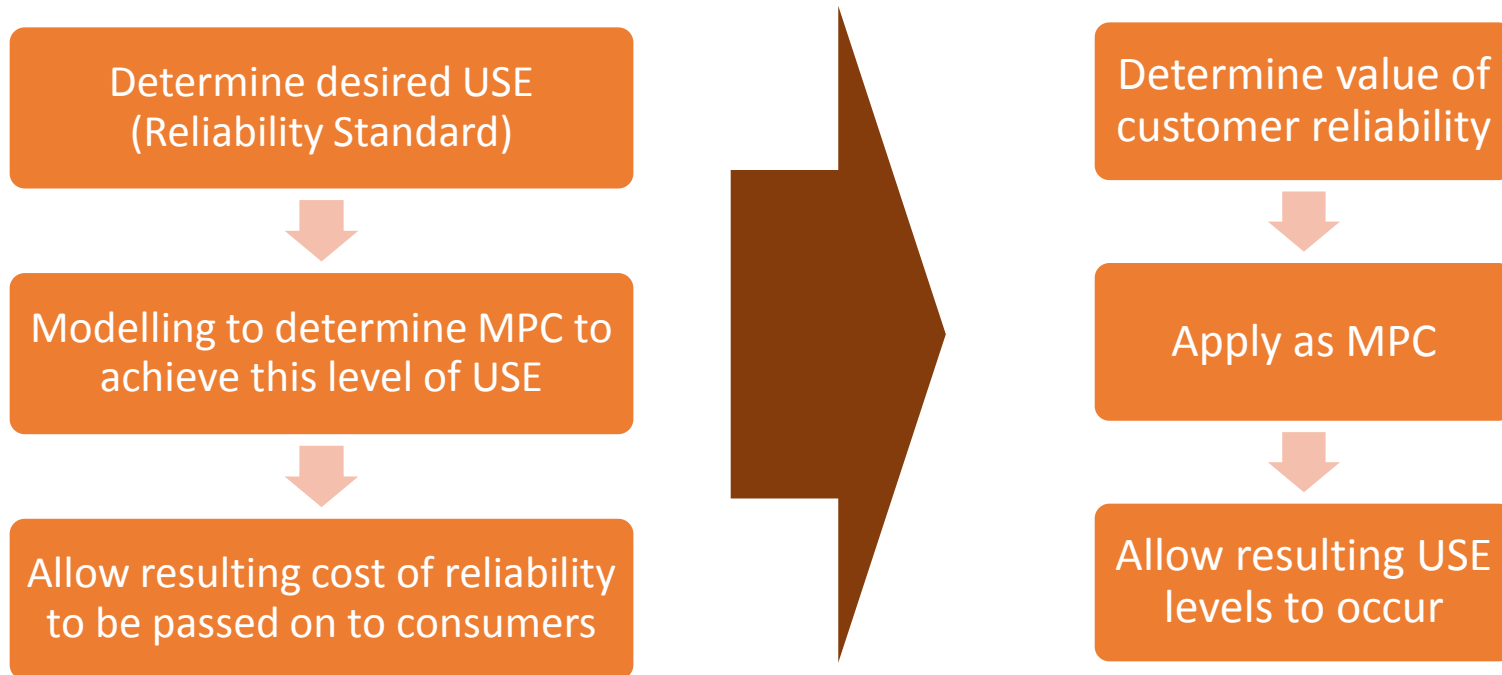 Determine desired USE
(Reliability Standard)
Modelling to determine MPC to
achieve this level of USE
Allow resulting cost of reliability
to be passed on to consumers
Determine value of
customer reliability
Apply as MPC
Allow resulting USE
levels to occur